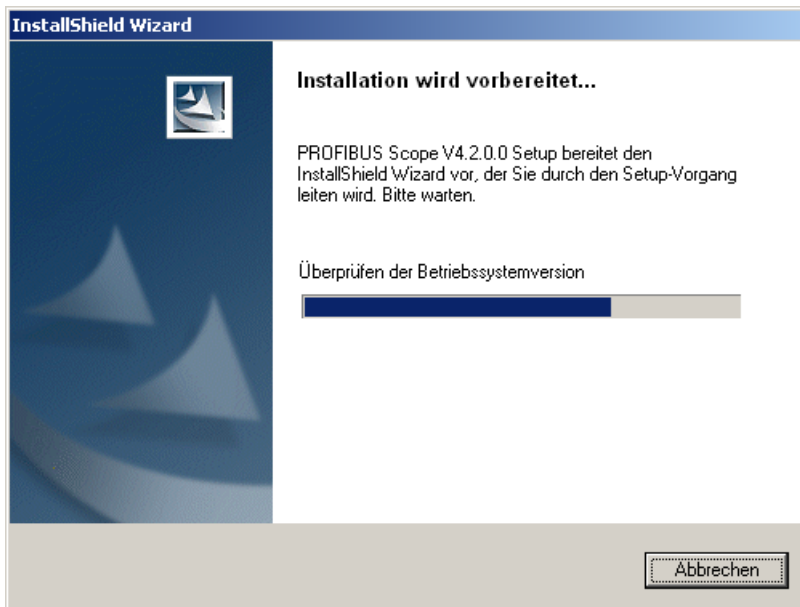 InstallShield Wizard
Installation wird vorbereitet...
PROFIBUS Scope V4.2.0.0 Setup bereitet den
InstallShield Wizard vor, der Sie durch den Setup-Vorgang
leiten wird. Bitte warten.
Überprüfen der Betriebssystemversion
Abbrechen